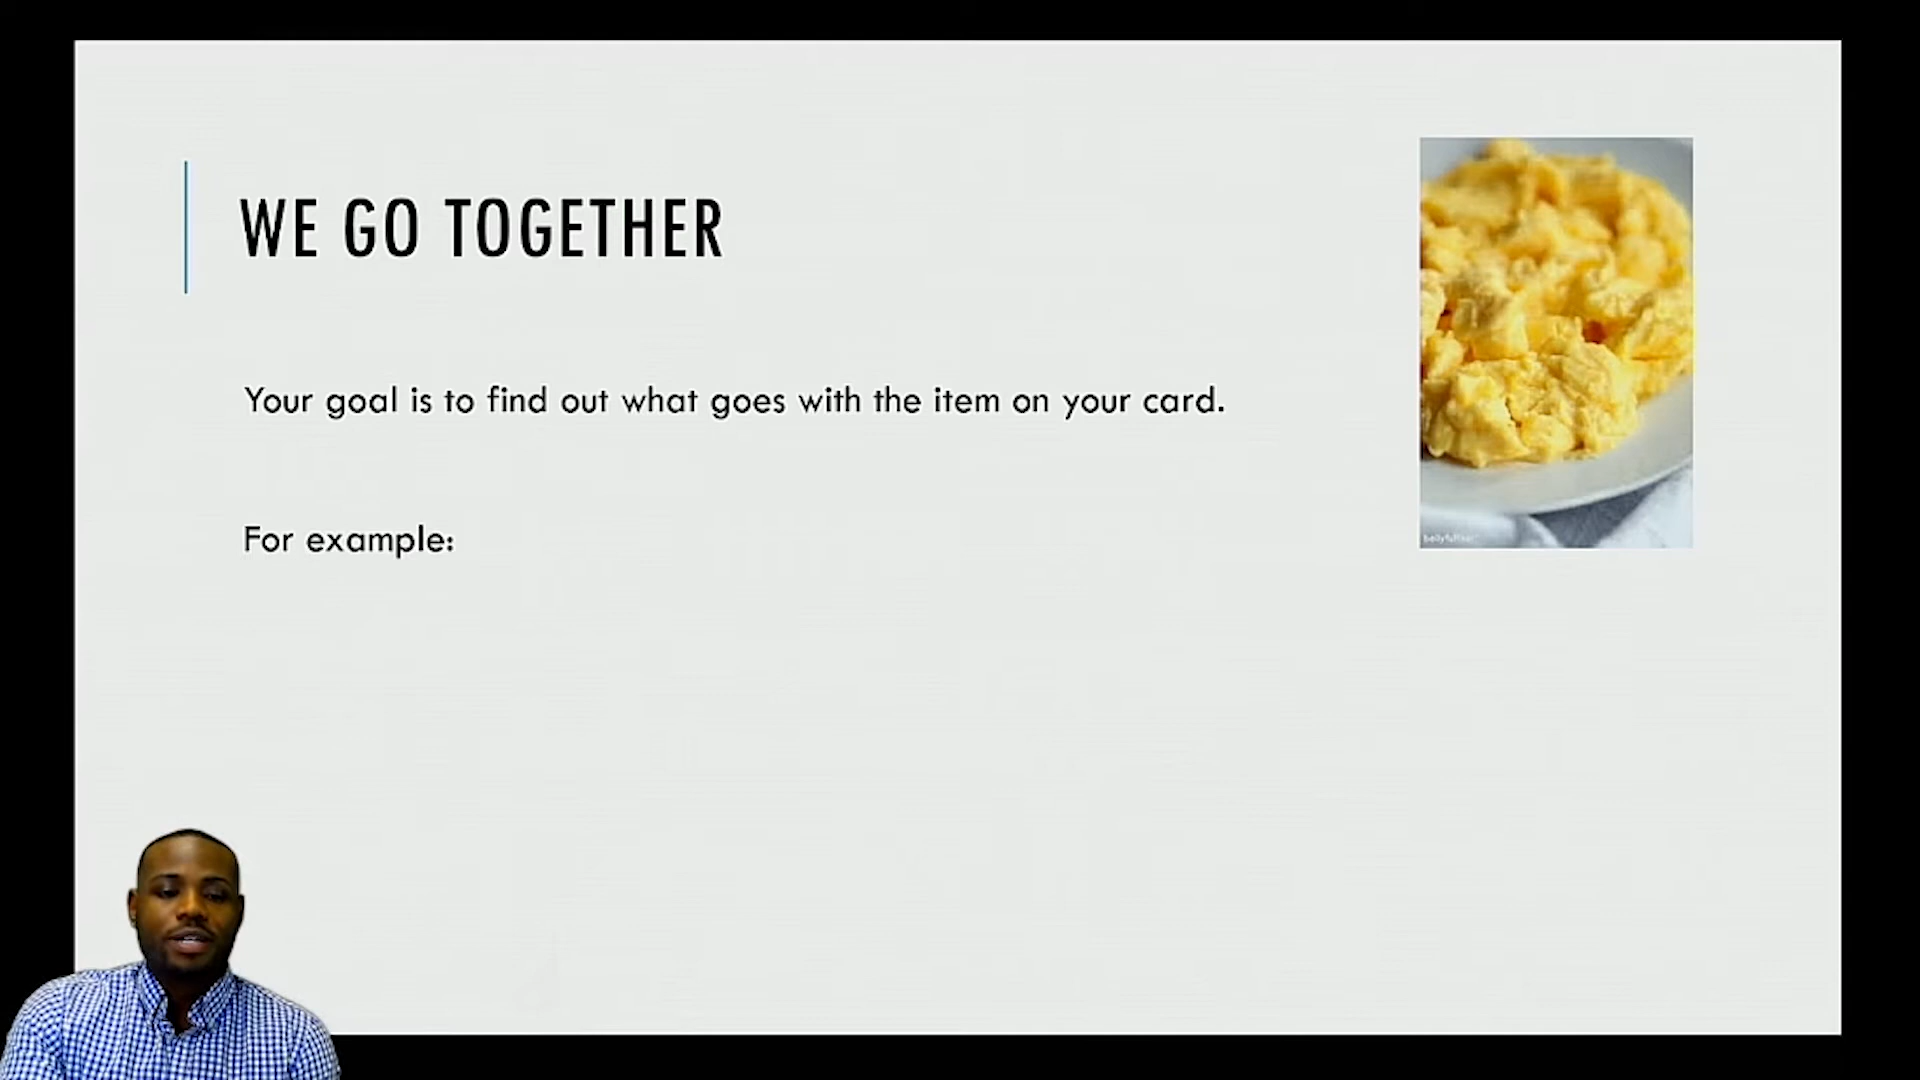 WE GO TOGETHER
Your goal is to find out what goes with the item on your card.
For example: